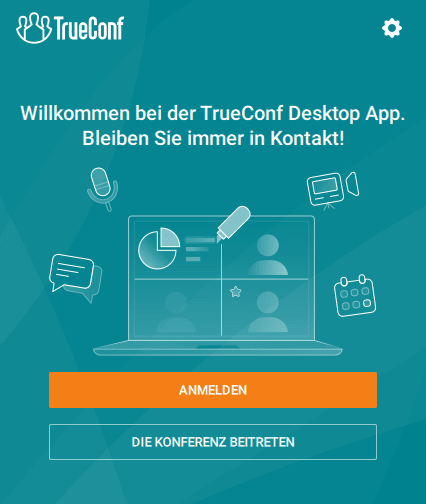 TrueConf
Willkommen bei der TrueConf Desktop App.
Bleiben Sie immer in Kontakt!
ANMELDEN
DIE KONFERENZ BEITRETEN